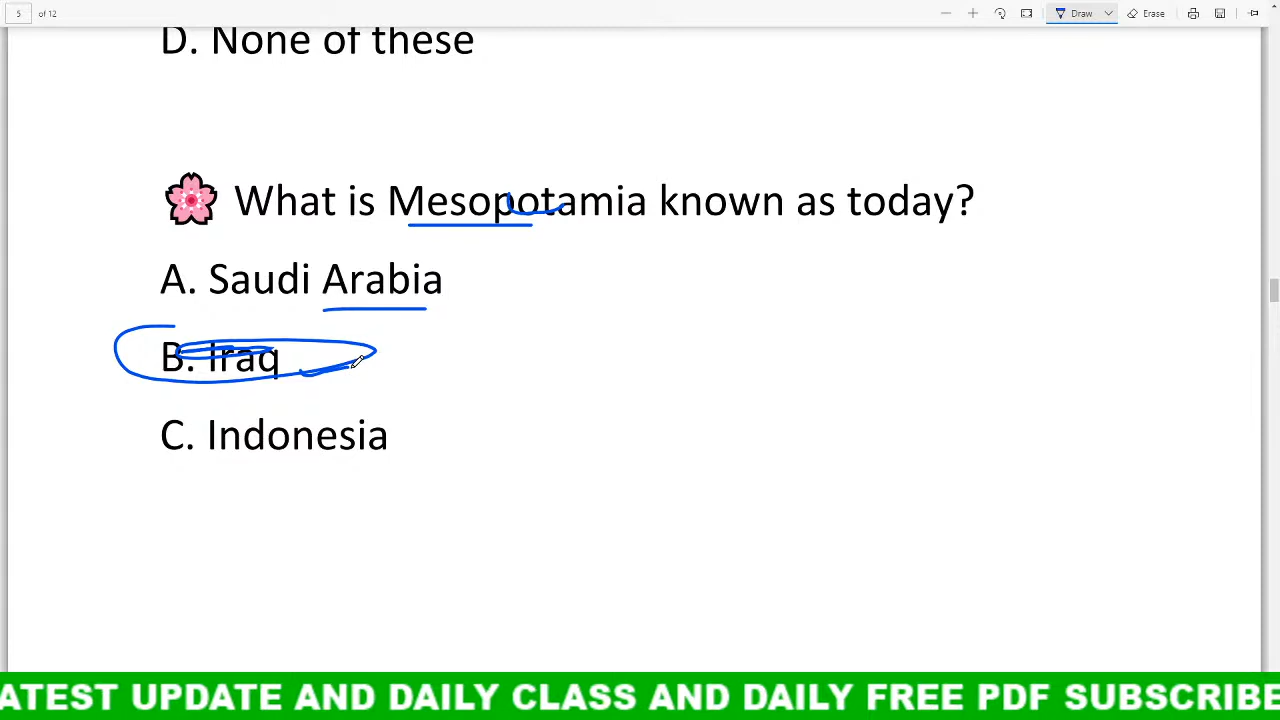 5 of 12 Draw Erase
D. None of these
What is Mesopotamia known as today?
A. Saudi Arabia
B. Iraq
C. Indonesia
ATEST UPDATE AND DAILY CLASS AND DAILY FREE PDF SUBSCRIBE